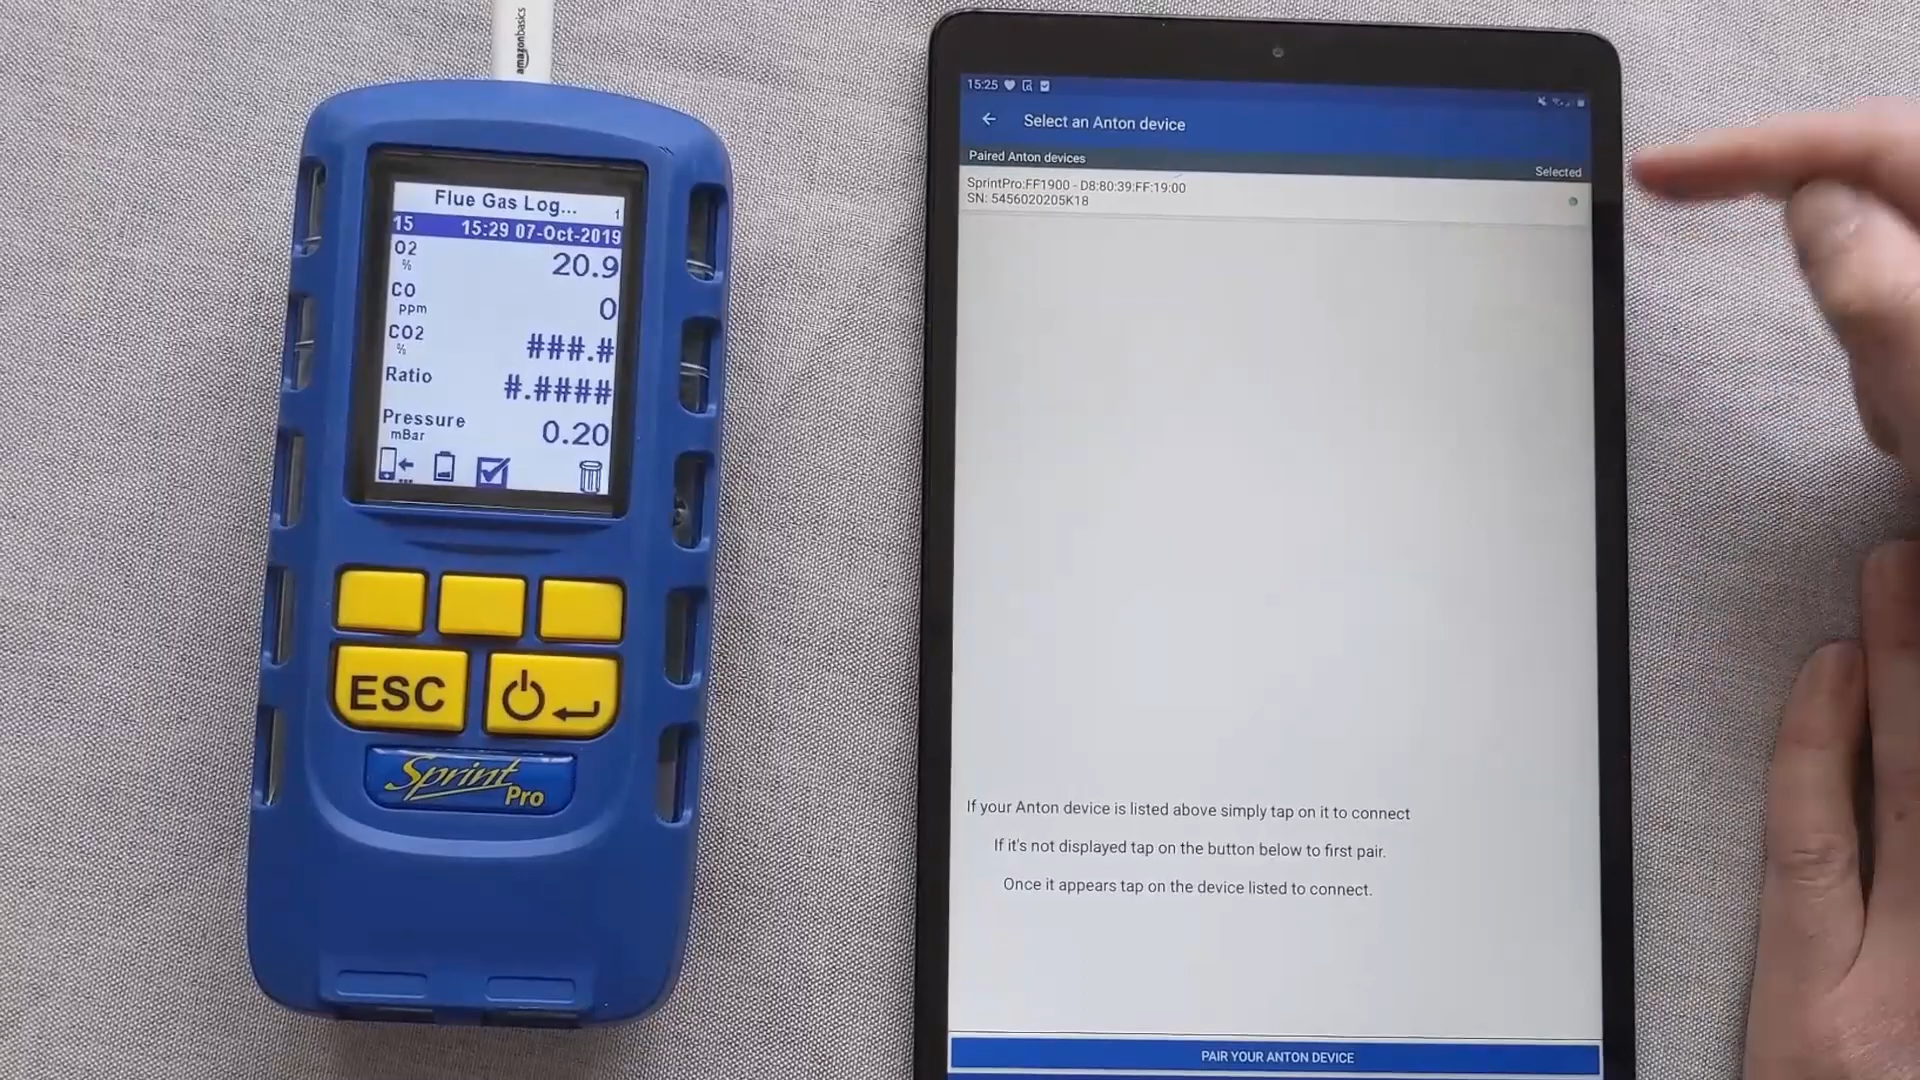 amazonbasics
Flue Gas Log...
1
15 15:29 07-Oct-2019
O2
%
20.9
CO
ppm
0
CO2
%
###.#
Ratio
#.####
Pressure
mBar
0.20
ESC
Sprint
Pro
15:25
Select an Anton device
Paired Anton devices
Selected
SprintPro:FF1900 - D8:80:39:FF:19:00
SN: 5456020205K18
If your Anton device is listed above simply tap on it to connect
If it's not displayed tap on the button below to first pair.
Once it appears tap on the device listed to connect.
PAIR YOUR ANTON DEVICE